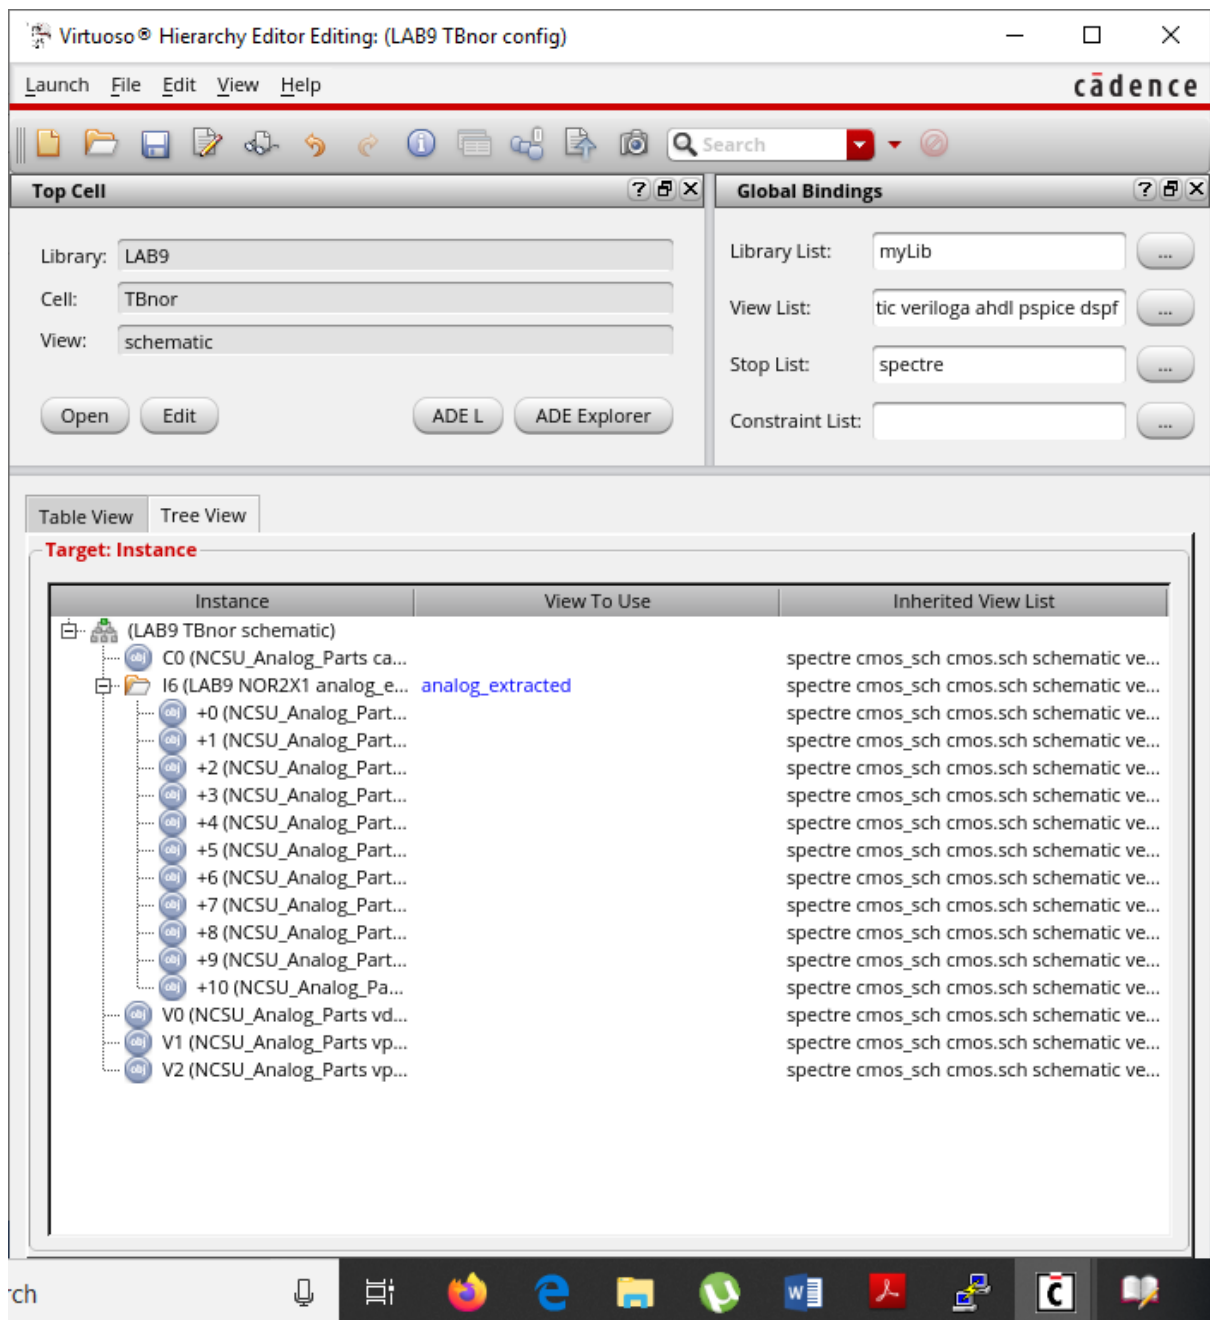 Virtuoso® Hierarchy Editor Editing: (LAB9 TBnor config)
Launch File Edit View Help
cādence
Search
Top Cell
Library: LAB9
Cell: TBnor
View: schematic
Open Edit ADE L ADE Explorer
Global Bindings
Library List: myLib ...
View List: tic veriloga ahdl pspice dspf ...
Stop List: spectre ...
Constraint List: ...
Table View Tree View
Target: Instance
Instance View To Use Inherited View List
(LAB9 TBnor schematic)
C0 (NCSU_Analog_Parts ca... spectre cmos_sch cmos.sch schematic ve...
I6 (LAB9 NOR2X1 analog_e... analog_extracted spectre cmos_sch cmos.sch schematic ve...
+0 (NCSU_Analog_Part... spectre cmos_sch cmos.sch schematic ve...
+1 (NCSU_Analog_Part... spectre cmos_sch cmos.sch schematic ve...
+2 (NCSU_Analog_Part... spectre cmos_sch cmos.sch schematic ve...
+3 (NCSU_Analog_Part... spectre cmos_sch cmos.sch schematic ve...
+4 (NCSU_Analog_Part... spectre cmos_sch cmos.sch schematic ve...
+5 (NCSU_Analog_Part... spectre cmos_sch cmos.sch schematic ve...
+6 (NCSU_Analog_Part... spectre cmos_sch cmos.sch schematic ve...
+7 (NCSU_Analog_Part... spectre cmos_sch cmos.sch schematic ve...
+8 (NCSU_Analog_Part... spectre cmos_sch cmos.sch schematic ve...
+9 (NCSU_Analog_Part... spectre cmos_sch cmos.sch schematic ve...
+10 (NCSU_Analog_Pa... spectre cmos_sch cmos.sch schematic ve...
V0 (NCSU_Analog_Parts vd... spectre cmos_sch cmos.sch schematic ve...
V1 (NCSU_Analog_Parts vp... spectre cmos_sch cmos.sch schematic ve...
V2 (NCSU_Analog_Parts vp... spectre cmos_sch cmos.sch schematic ve...
rch